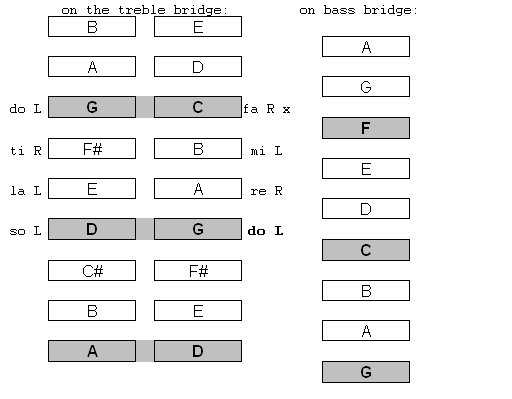 on the treble bridge: on bass bridge:
B E
A
A D
G
do L G C fa R x
F
ti R F# B mi L
E
la L E A re R
D
so L D G do L
C
C# F#
B
B E
A
A D
G